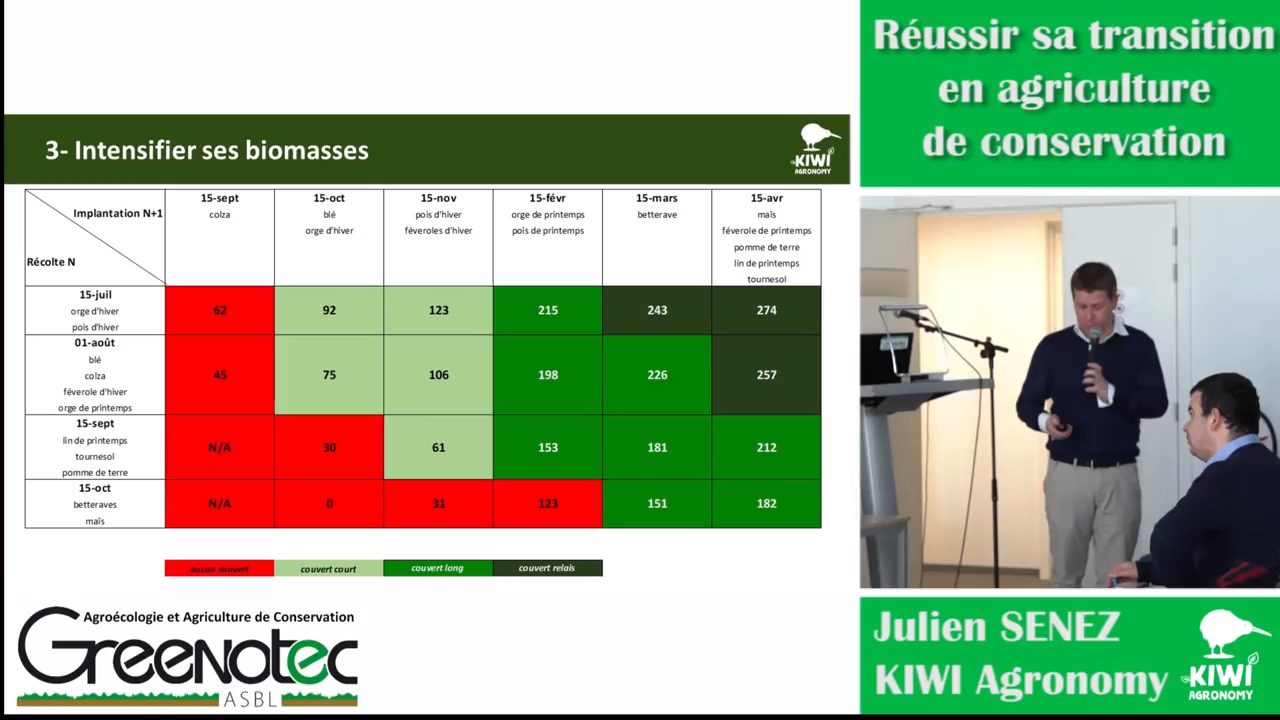 Réussir sa transition
en agriculture
de conservation
3- Intensifier ses biomasses
KIWI
AGRONOMY
Implantation N+1
Récolte N
15-sept
colza
15-oct
blé
orge d'hiver
15-nov
pois d'hiver
féveroles d'hiver
15-févr
orge de printemps
pois de printemps
15-mars
betterave
15-avr
maïs
féverole de printemps
pomme de terre
lin de printemps
tournesol
15-juil
orge d'hiver
pois d'hiver
62 92 123 215 243 274
01-août
blé
colza
féverole d'hiver
orge de printemps
45 75 106 198 226 257
15-sept
lin de printemps
tournesol
pomme de terre
N/A 30 61 153 181 212
15-oct
betteraves
maïs
N/A 0 31 123 151 182
aucun couvert couvert court couvert long couvert relais
Agroécologie et Agriculture de Conservation
Greenotec
ASBL
Julien SENEZ
KIWI Agronomy
KIWI
AGRONOMY